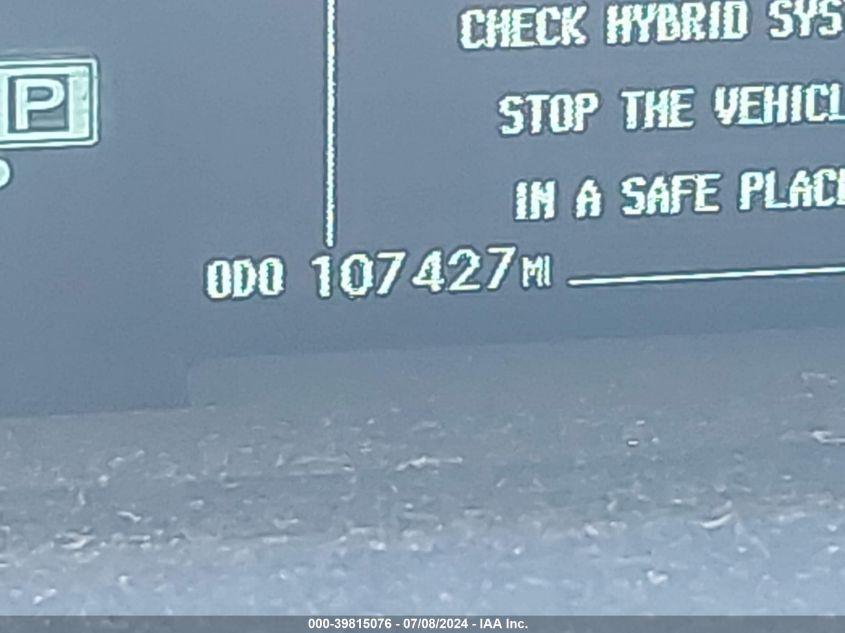 CHECK HYBRID SYS
STOP THE VEHICL
IN A SAFE PLAC
P
ODO 107427MI
000-39815076 - 07/08/2024 - IAA Inc.